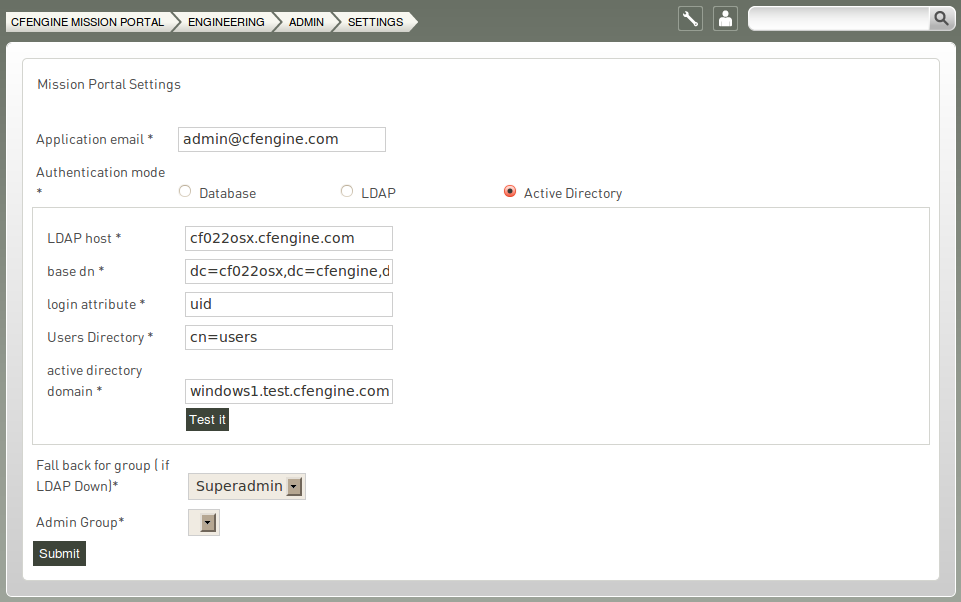 CFENGINE MISSION PORTAL ENGINEERING ADMIN SETTINGS
Mission Portal Settings
Application email * admin@cfengine.com
Authentication mode
*
Database LDAP Active Directory
LDAP host * cf022osx.cfengine.com
base dn * dc=cf022osx,dc=cfengine,d
login attribute * uid
Users Directory * cn=users
active directory
domain * windows1.test.cfengine.com
Test it
Fall back for group ( if
LDAP Down)* Superadmin
Admin Group*
Submit